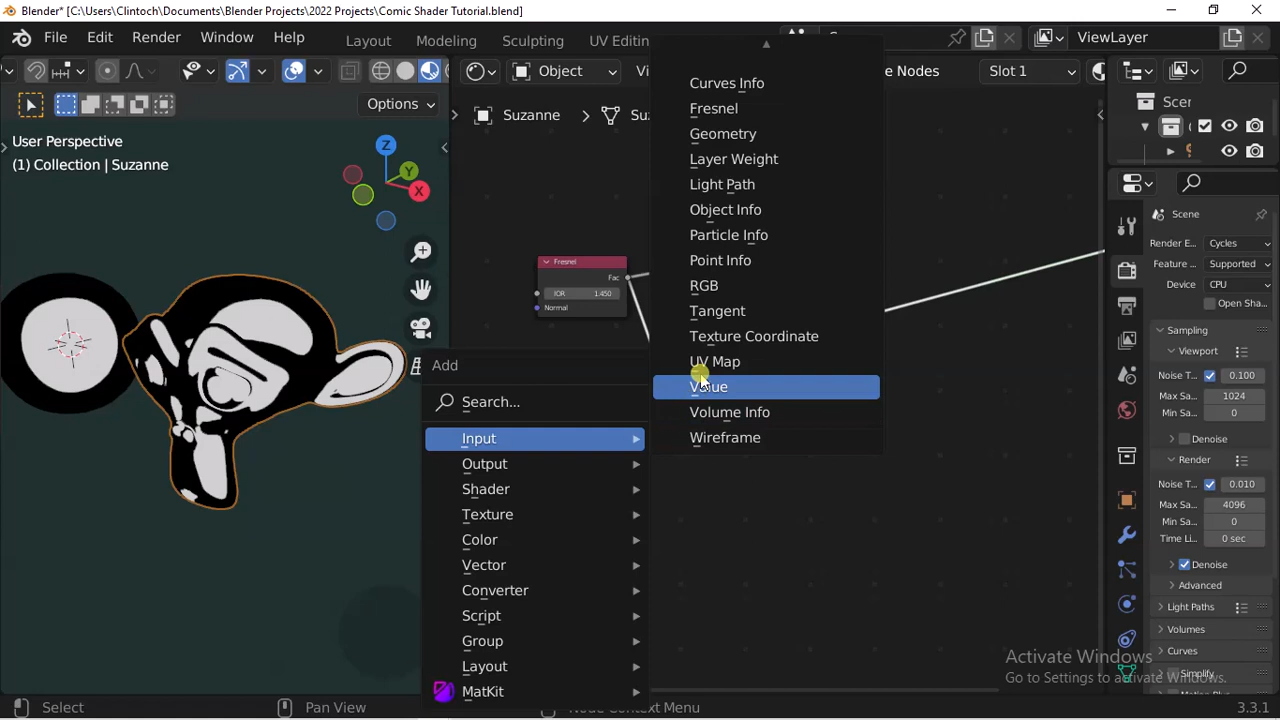 Blender* [C:\Users\Clintoch\Documents\Blender Projects\2022 Projects\Comic Shader Tutorial.blend]
File Edit Render Window Help Layout Modeling Sculpting UV Editin ViewLayer
Object Vi e Nodes Slot 1
Options
Suzanne Suz
User Perspective
(1) Collection | Suzanne
Z
Y
X
Fresnel
Fac
IOR 1.450
Normal
Add
Search...
Input
Output
Shader
Texture
Color
Vector
Converter
Script
Group
Layout
MatKit
Curves Info
Fresnel
Geometry
Layer Weight
Light Path
Object Info
Particle Info
Point Info
RGB
Tangent
Texture Coordinate
UV Map
Value
Volume Info
Wireframe
Scer
Scene
Render E... Cycles
Feature ... Supported
Device CPU
Open Sha...
Sampling
Viewport
Noise T... 0.100
Max Sa... 1024
Min Sa... 0
Denoise
Render
Noise T... 0.010
Max Sa... 4096
Min Sa... 0
Time Li... 0 sec
Denoise
Advanced
Light Paths
Volumes
Curves
Simplify
Activate Windows
Go to Settings to activate Windows.
Select Pan View Node Context Menu 3.3.1